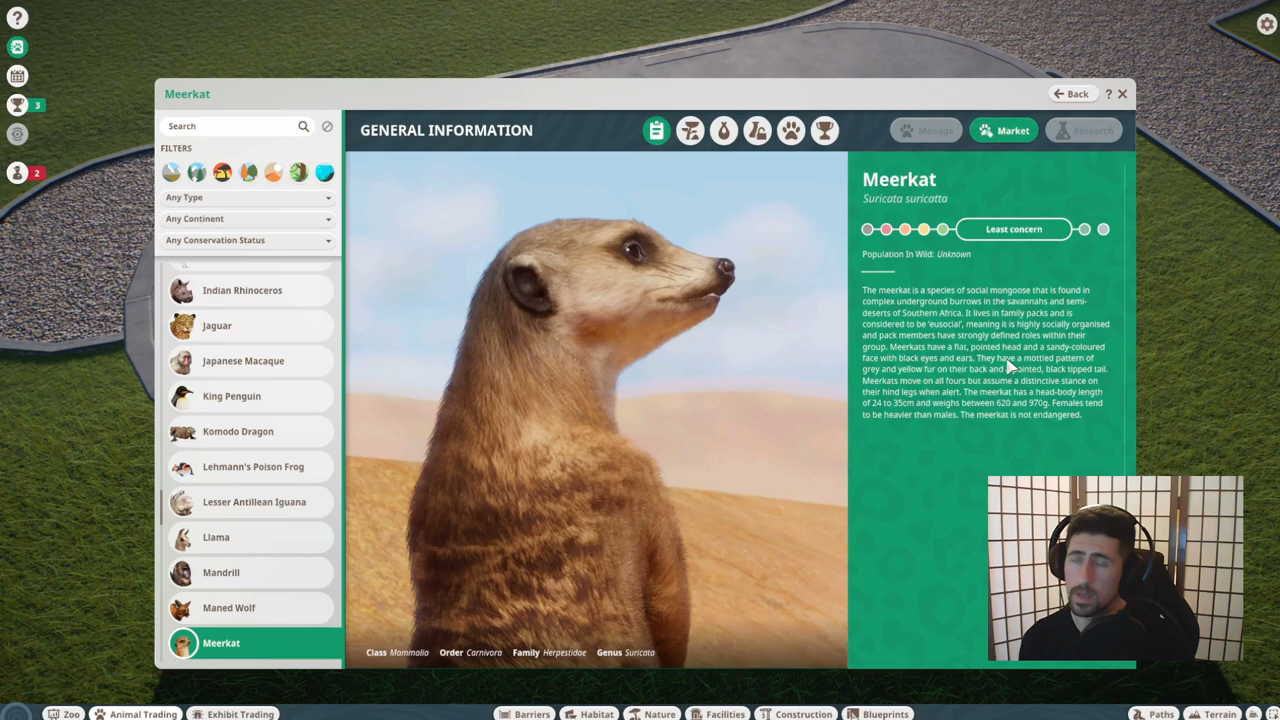 ?
3
2
Meerkat
Back
?
Search
FILTERS
Any Type
Any Continent
Any Conservation Status
Indian Rhinoceros
Jaguar
Japanese Macaque
King Penguin
Komodo Dragon
Lehmann's Poison Frog
Lesser Antillean Iguana
Llama
Mandrill
Maned Wolf
Meerkat
GENERAL INFORMATION
Manage
Market
Research
Class Mammalia Order Carnivora Family Herpestidae Genus Suricata
Meerkat
Suricata suricatta
Least concern
Population In Wild: Unknown
The meerkat is a species of social mongoose that is found in
complex underground burrows in the savannahs and semi-
deserts of Southern Africa. It lives in family packs and is
considered to be 'eusocial', meaning it is highly socially organised
and pack members have strongly defined roles within their
group. Meerkats have a flat, pointed head and a sandy-coloured
face with black eyes and ears. They have a mottled pattern of
grey and yellow fur on their back and pointed, black tipped tail.
Meerkats move on all fours but assume a distinctive stance on
their hind legs when alert. The meerkat has a head-body length
of 24 to 35cm and weighs between 620 and 970g. Females tend
to be heavier than males. The meerkat is not endangered.
Zoo
Animal Trading
Exhibit Trading
Barriers
Habitat
Nature
Facilities
Construction
Blueprints
Paths
Terrain